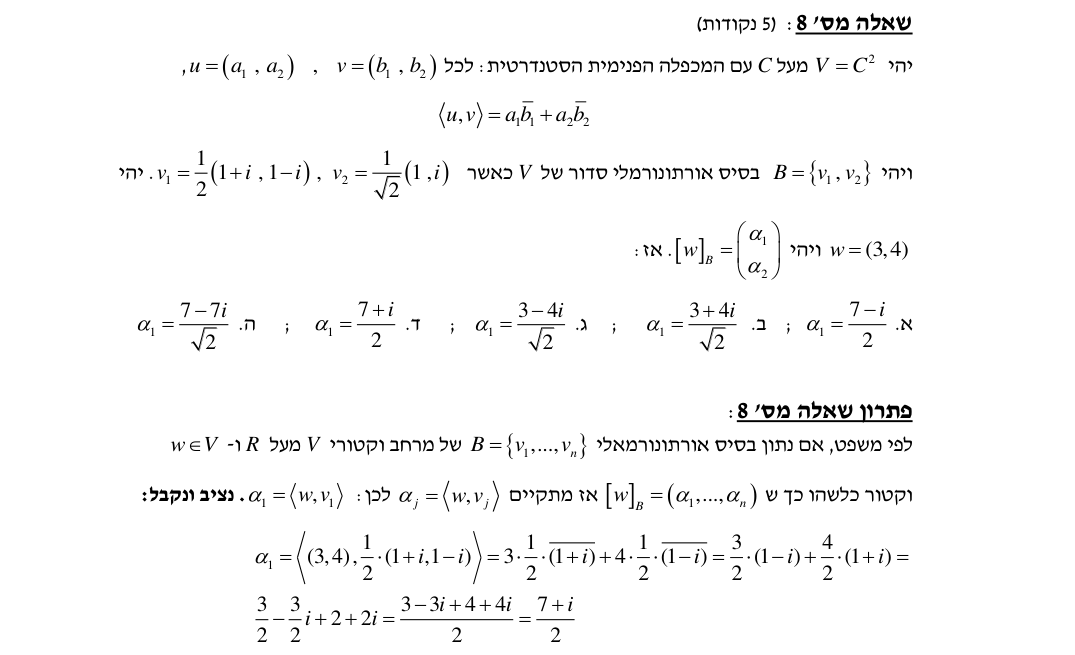 שאלה מס' 8 : (5 נקודות)
יהי V = C² מעל C עם המכפלה הפנימית הסטנדרטית : לכל u = (a₁ , a₂) , v = (b₁ , b₂),
⟨u,v⟩ = a₁b̅₁ + a₂b̅₂
ויהי B = {v₁ , v₂} בסיס אורתונורמלי סדור של V כאשר v₁ = 1/2 (1+i , 1−i) , v₂ = 1/√2 (1 , i) . יהי
w = (3,4) ויהי [w]_B = (α₁ α₂) . אז :
א. α₁ = (7−i)/2 ; ב. α₁ = (3+4i)/√2 ; ג. α₁ = (3−4i)/√2 ; ד. α₁ = (7+i)/2 ; ה. α₁ = (7−7i)/√2
פתרון שאלה מס' 8 :
לפי משפט, אם נתון בסיס אורתונורמאלי B = {v₁,...,vₙ} של מרחב וקטורי V מעל R ו- w ∈ V
וקטור כלשהו כך ש [w]_B = (α₁,...,αₙ) אז מתקיים αⱼ = ⟨w,vⱼ⟩ לכן : α₁ = ⟨w,v₁⟩ . נציב ונקבל:
α₁ = ⟨(3,4), 1/2·(1+i,1−i)⟩ = 3·1/2·\overline{(1+i)} + 4·1/2·\overline{(1−i)} = 3/2·(1−i) + 4/2·(1+i) =
3/2 − 3/2 i + 2 + 2i = (3−3i+4+4i)/2 = (7+i)/2